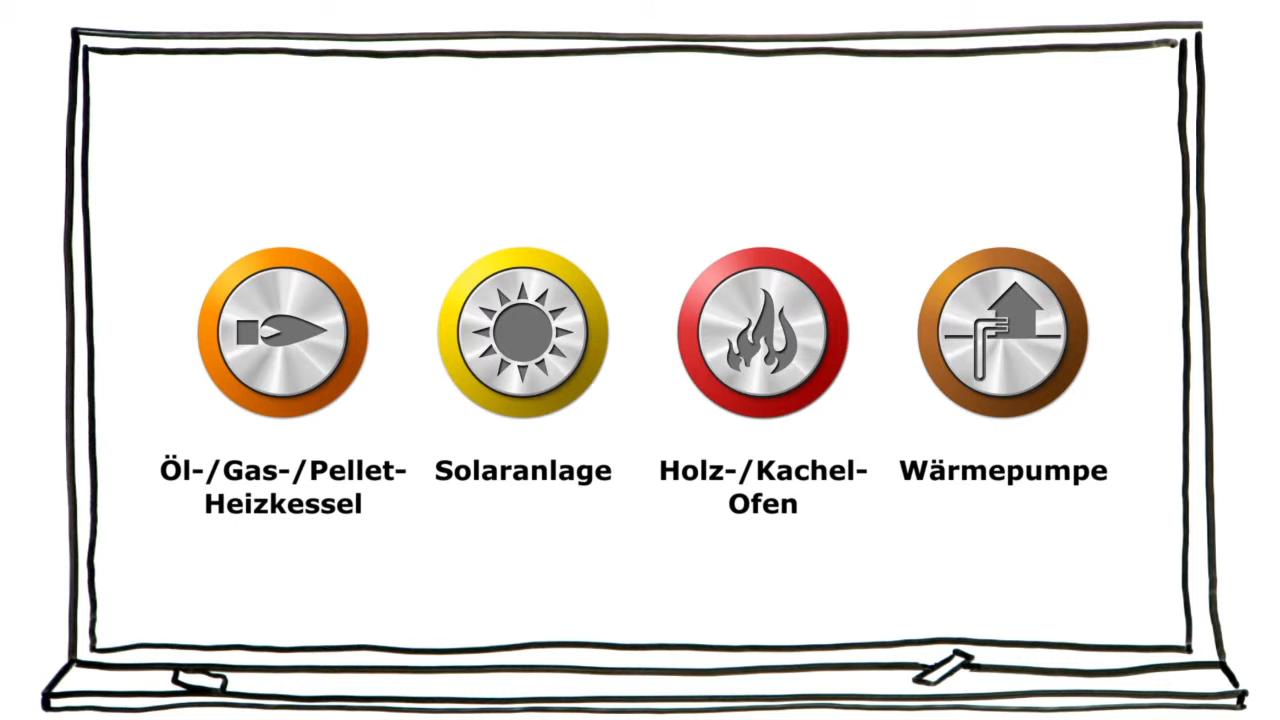 Öl-/Gas-/Pellet-
Heizkessel
Solaranlage
Holz-/Kachel-
Ofen
Wärmepumpe